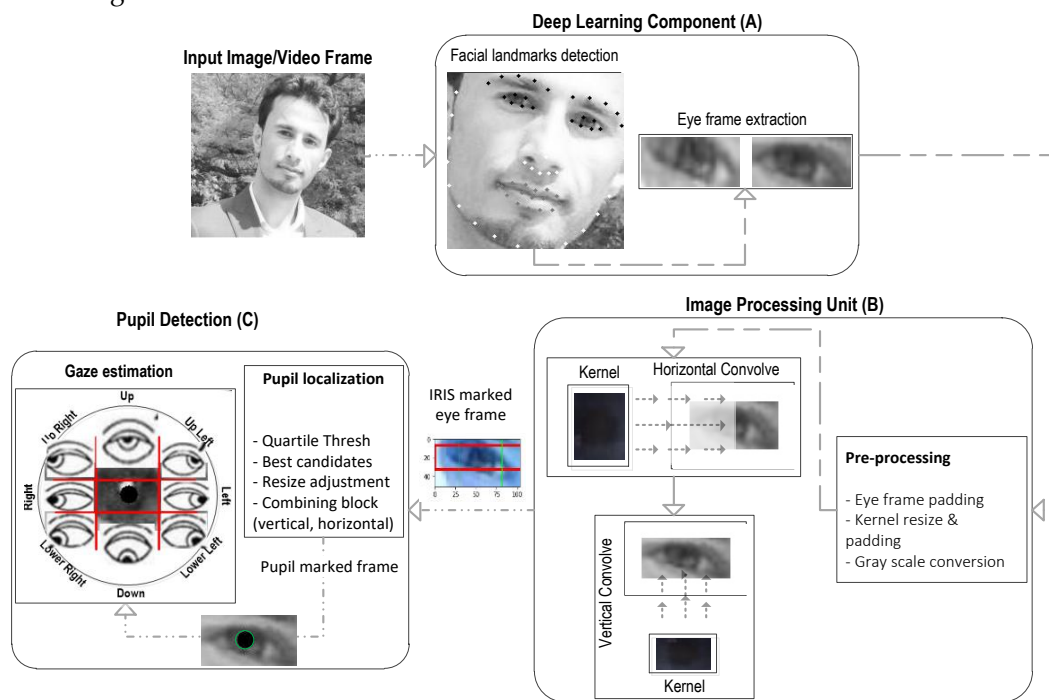 Deep Learning Component (A)
Input Image/Video Frame
Facial landmarks detection
Eye frame extraction
Image Processing Unit (B)
Pupil Detection (C)
Gaze estimation
Up
Up Left
Left
Lower Left
Down
Lower Right
Right
Up Right
Pupil localization
- Quartile Thresh
- Best candidates
- Resize adjustment
- Combining block
(vertical, horizontal)
Pupil marked frame
IRIS marked
eye frame
0
20
40
0 25 50 75 100
Kernel
Horizontal Convolve
Vertical Convolve
Kernel
Pre-processing
- Eye frame padding
- Kernel resize &
padding
- Gray scale conversion